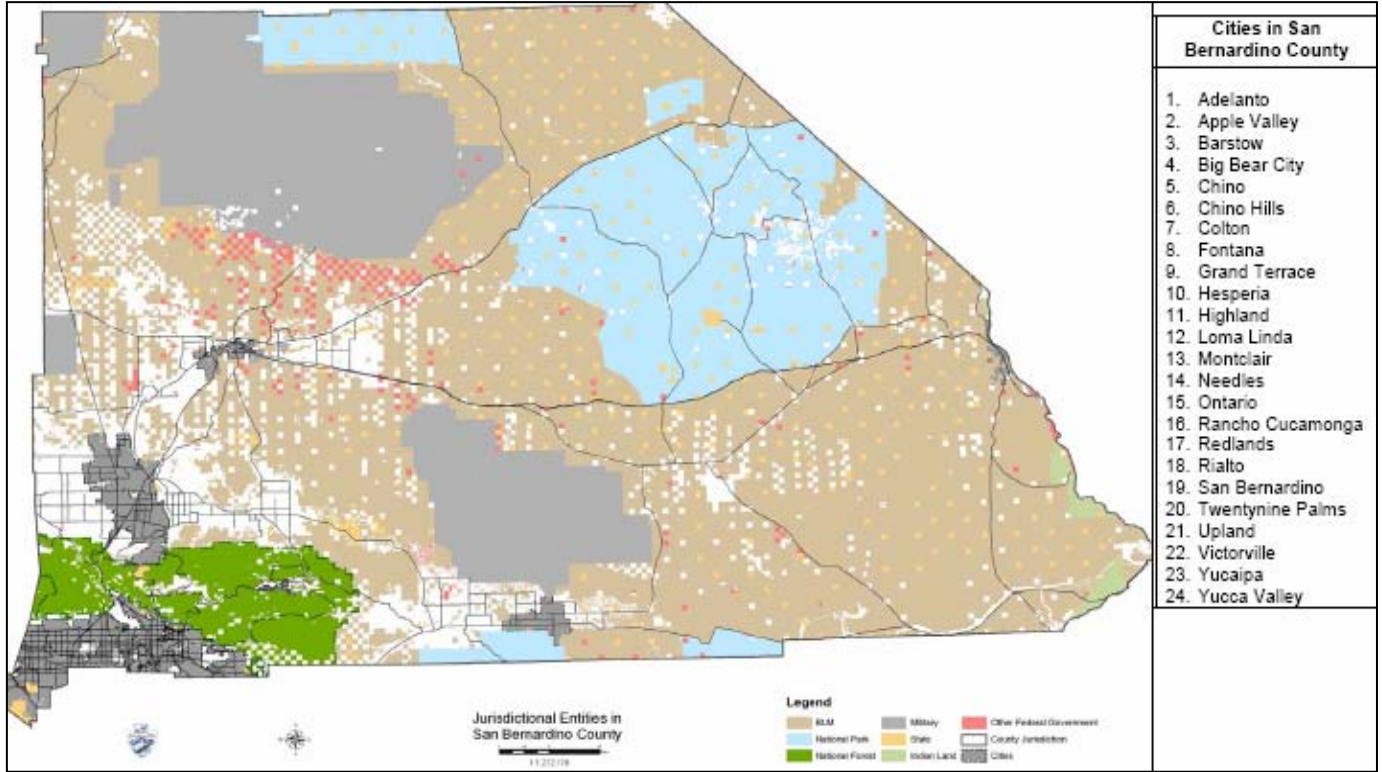 Cities in San
Bernardino County
1. Adelanto
2. Apple Valley
3. Barstow
4. Big Bear City
5. Chino
6. Chino Hills
7. Colton
8. Fontana
9. Grand Terrace
10. Hesperia
11. Highland
12. Loma Linda
13. Montclair
14. Needles
15. Ontario
16. Rancho Cucamonga
17. Redlands
18. Rialto
19. San Bernardino
20. Twentynine Palms
21. Upland
22. Victorville
23. Yucaipa
24. Yucca Valley
Jurisdictional Entities in
San Bernardino County
Legend
BLM
National Park
National Forest
Military
State
Indian Land
Other Federal Government
County Jurisdiction
Cities